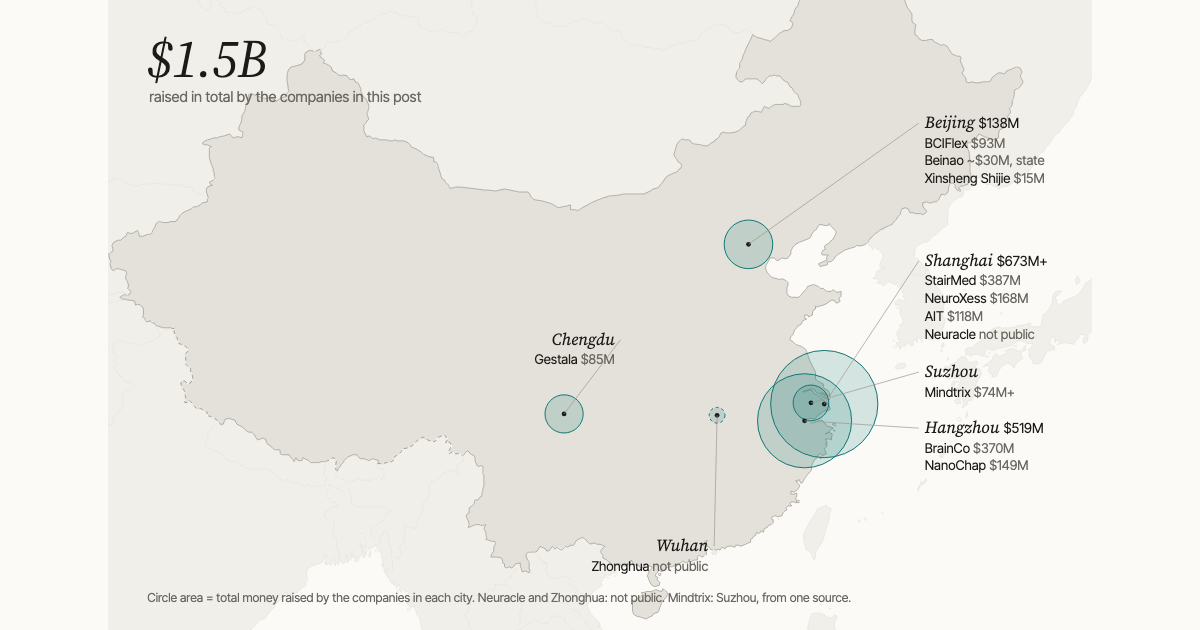 $1.5B
raised in total by the companies in this post
Beijing $138M
BCIFlex $93M
Beinao ~$30M, state
Xinsheng Shijie $15M
Shanghai $673M+
StairMed $387M
NeuroXess $168M
AIT $118M
Neuracle not public
Chengdu
Gestala $85M
Suzhou
Mindtrix $74M+
Hangzhou $519M
BrainCo $370M
NanoChap $149M
Wuhan
Zhonghua not public
Circle area = total money raised by the companies in each city. Neuracle and Zhonghua: not public. Mindtrix: Suzhou, from one source.